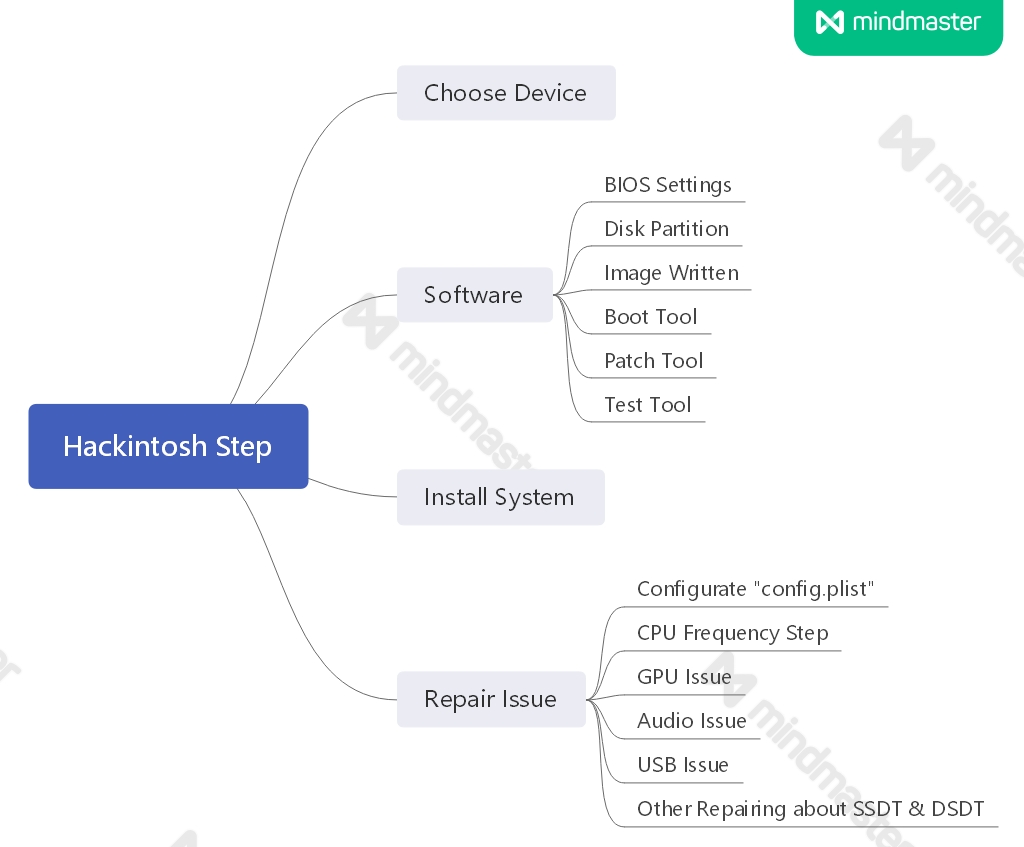 mindmaster
Choose Device
BIOS Settings
Disk Partition
Image Written
Software
Boot Tool
Patch Tool
Test Tool
Hackintosh Step
Install System
Configurate "config.plist"
CPU Frequency Step
GPU Issue
Repair Issue
Audio Issue
USB Issue
Other Repairing about SSDT & DSDT
mindmaster
mindmaster
mindmaster